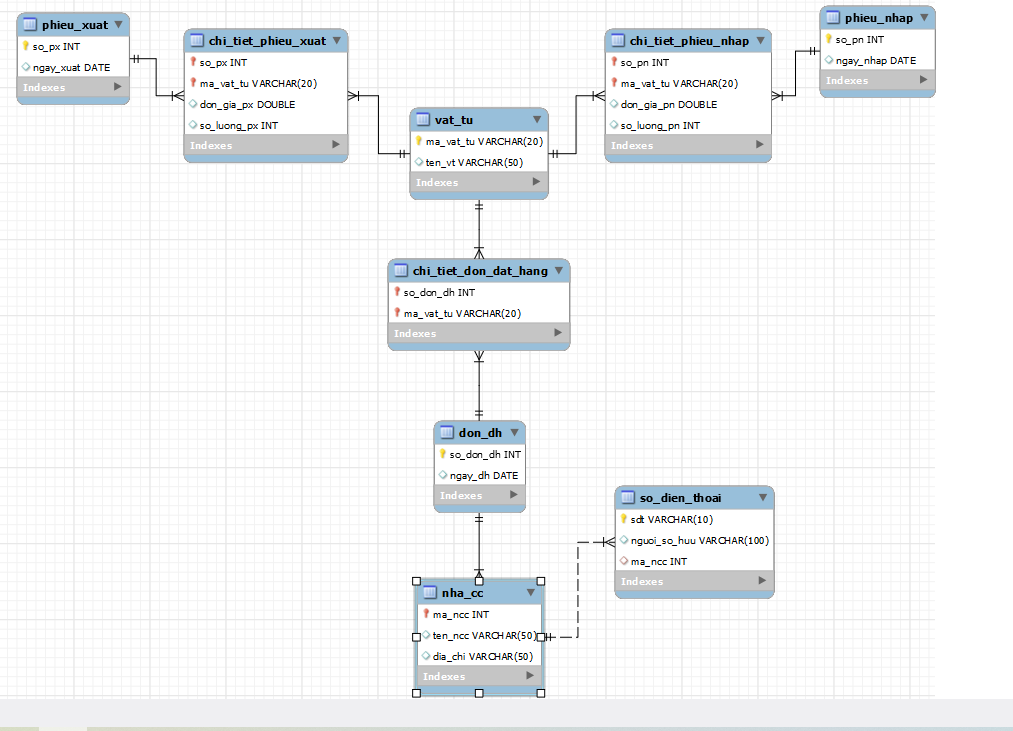 phieu_xuat
so_px INT
ngay_xuat DATE
Indexes
chi_tiet_phieu_xuat
so_px INT
ma_vat_tu VARCHAR(20)
don_gia_px DOUBLE
so_luong_px INT
Indexes
chi_tiet_phieu_nhap
so_pn INT
ma_vat_tu VARCHAR(20)
don_gia_pn DOUBLE
so_luong_pn INT
Indexes
phieu_nhap
so_pn INT
ngay_nhap DATE
Indexes
vat_tu
ma_vat_tu VARCHAR(20)
ten_vt VARCHAR(50)
Indexes
chi_tiet_don_dat_hang
so_don_dh INT
ma_vat_tu VARCHAR(20)
Indexes
don_dh
so_don_dh INT
ngay_dh DATE
Indexes
so_dien_thoai
sdt VARCHAR(10)
nguoi_so_huu VARCHAR(100)
ma_ncc INT
Indexes
nha_cc
ma_ncc INT
ten_ncc VARCHAR(50)
dia_chi VARCHAR(50)
Indexes